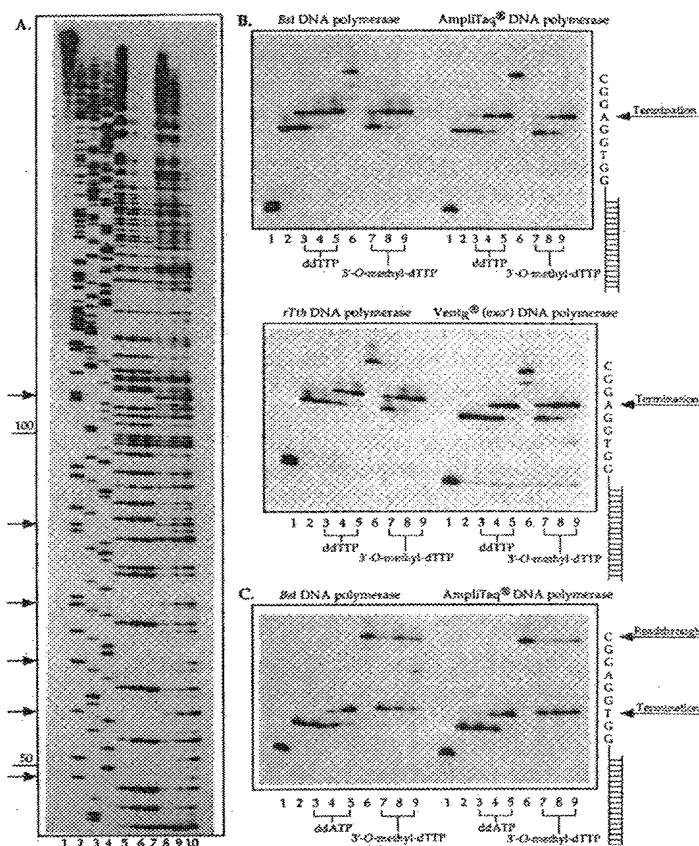 A.
100
50
1 2 3 4 5 6 7 8 9 10
B.
Bst DNA polymerase
AmpliTaq® DNA polymerase
1 2 3 4 5 6 7 8 9
ddTTP
3'-O-methyl-dTTP
1 2 3 4 5 6 7 8 9
ddTTP
3'-O-methyl-dTTP
C
G
G
A
G
G
T
G
G
Termination
rTth DNA polymerase
VentR® (exo-) DNA polymerase
1 2 3 4 5 6 7 8 9
ddTTP
3'-O-methyl-dTTP
1 2 3 4 5 6 7 8 9
ddTTP
3'-O-methyl-dTTP
C
G
G
A
G
G
T
G
G
Termination
C.
Bst DNA polymerase
AmpliTaq® DNA polymerase
1 2 3 4 5 6 7 8 9
ddATP
3'-O-methyl-dTTP
1 2 3 4 5 6 7 8 9
ddATP
3'-O-methyl-dTTP
C
G
G
A
G
G
T
G
G
Readthrough
Termination